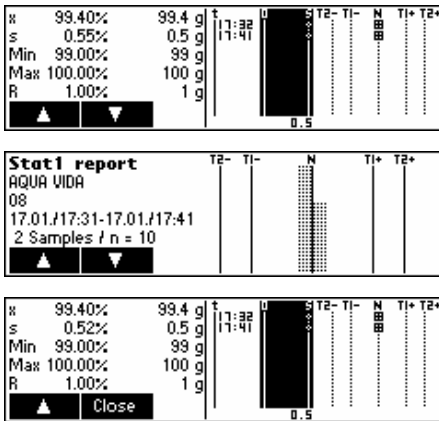 x 99.40% 99.4 g
s 0.55% 0.5 g
Min 99.00% 99 g
Max 100.00% 100 g
R 1.00% 1 g
t 0 S T2- T1- N T1+ T2+
17:32
17:41
0.5
Stat1 report
AQUA VIDA
08
17.01./17:31-17.01./17:41
2 Samples / n = 10
T2- T1- N T1+ T2+
x 99.40% 99.4 g
s 0.52% 0.5 g
Min 99.00% 99 g
Max 100.00% 100 g
R 1.00% 1 g
Close
t 0 S T2- T1- N T1+ T2+
17:32
17:41
0.5